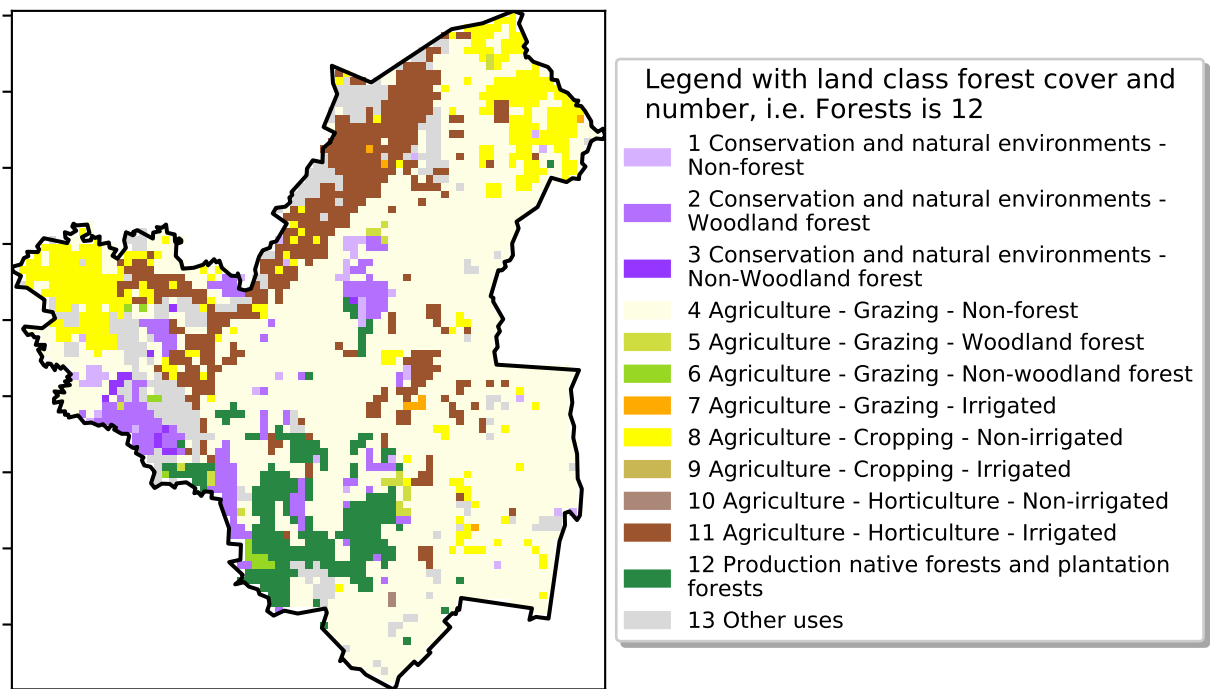 Legend with land class forest cover and
number, i.e. Forests is 12
1 Conservation and natural environments -
Non-forest
2 Conservation and natural environments -
Woodland forest
3 Conservation and natural environments -
Non-Woodland forest
4 Agriculture - Grazing - Non-forest
5 Agriculture - Grazing - Woodland forest
6 Agriculture - Grazing - Non-woodland forest
7 Agriculture - Grazing - Irrigated
8 Agriculture - Cropping - Non-irrigated
9 Agriculture - Cropping - Irrigated
10 Agriculture - Horticulture - Non-irrigated
11 Agriculture - Horticulture - Irrigated
12 Production native forests and plantation
forests
13 Other uses